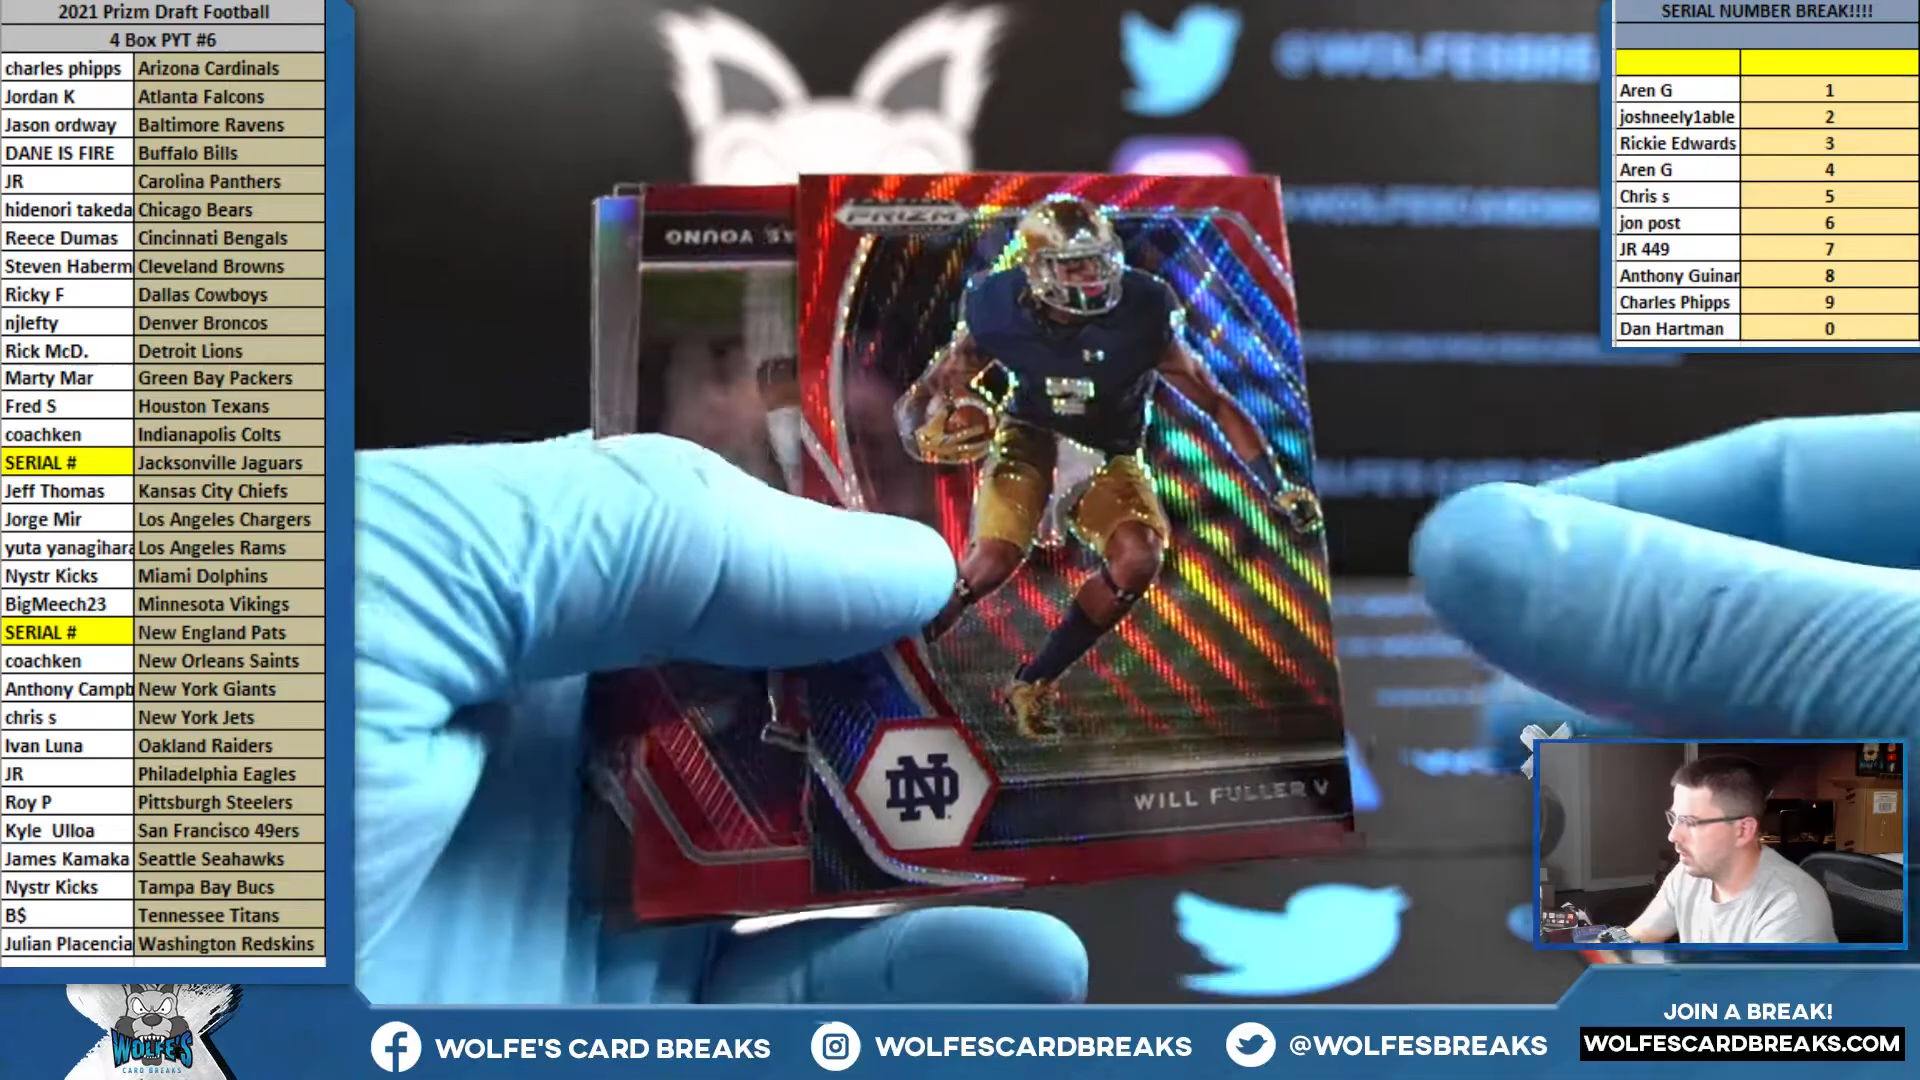 2021 Prizm Draft Football
4 Box PYT #6
charles phipps Arizona Cardinals
Jordan K Atlanta Falcons
Jason ordway Baltimore Ravens
DANE IS FIRE Buffalo Bills
JR Carolina Panthers
hidenori takeda Chicago Bears
Reece Dumas Cincinnati Bengals
Steven Haberm Cleveland Browns
Ricky F Dallas Cowboys
njlefty Denver Broncos
Rick McD. Detroit Lions
Marty Mar Green Bay Packers
Fred S Houston Texans
coachken Indianapolis Colts
SERIAL # Jacksonville Jaguars
Jeff Thomas Kansas City Chiefs
Jorge Mir Los Angeles Chargers
yuta yanagihara Los Angeles Rams
Nystr Kicks Miami Dolphins
BigMeech23 Minnesota Vikings
SERIAL # New England Pats
coachken New Orleans Saints
Anthony Campb New York Giants
chris s New York Jets
Ivan Luna Oakland Raiders
JR Philadelphia Eagles
Roy P Pittsburgh Steelers
Kyle Ulloa San Francisco 49ers
James Kamaka Seattle Seahawks
Nystr Kicks Tampa Bay Bucs
B$ Tennessee Titans
Julian Placencia Washington Redskins
SERIAL NUMBER BREAK!!!!
Aren G 1
joshneely1able 2
Rickie Edwards 3
Aren G 4
Chris s 5
jon post 6
JR 449 7
Anthony Guinar 8
Charles Phipps 9
Dan Hartman 0
@WOLFESBRE
YOUNG
PRIZM
2
ND
WILL FULLER V
WOLFE'S
CARD BREAKS
WOLFE'S CARD BREAKS
WOLFESCARDBREAKS
@WOLFESBREAKS
JOIN A BREAK!
WOLFESCARDBREAKS.COM